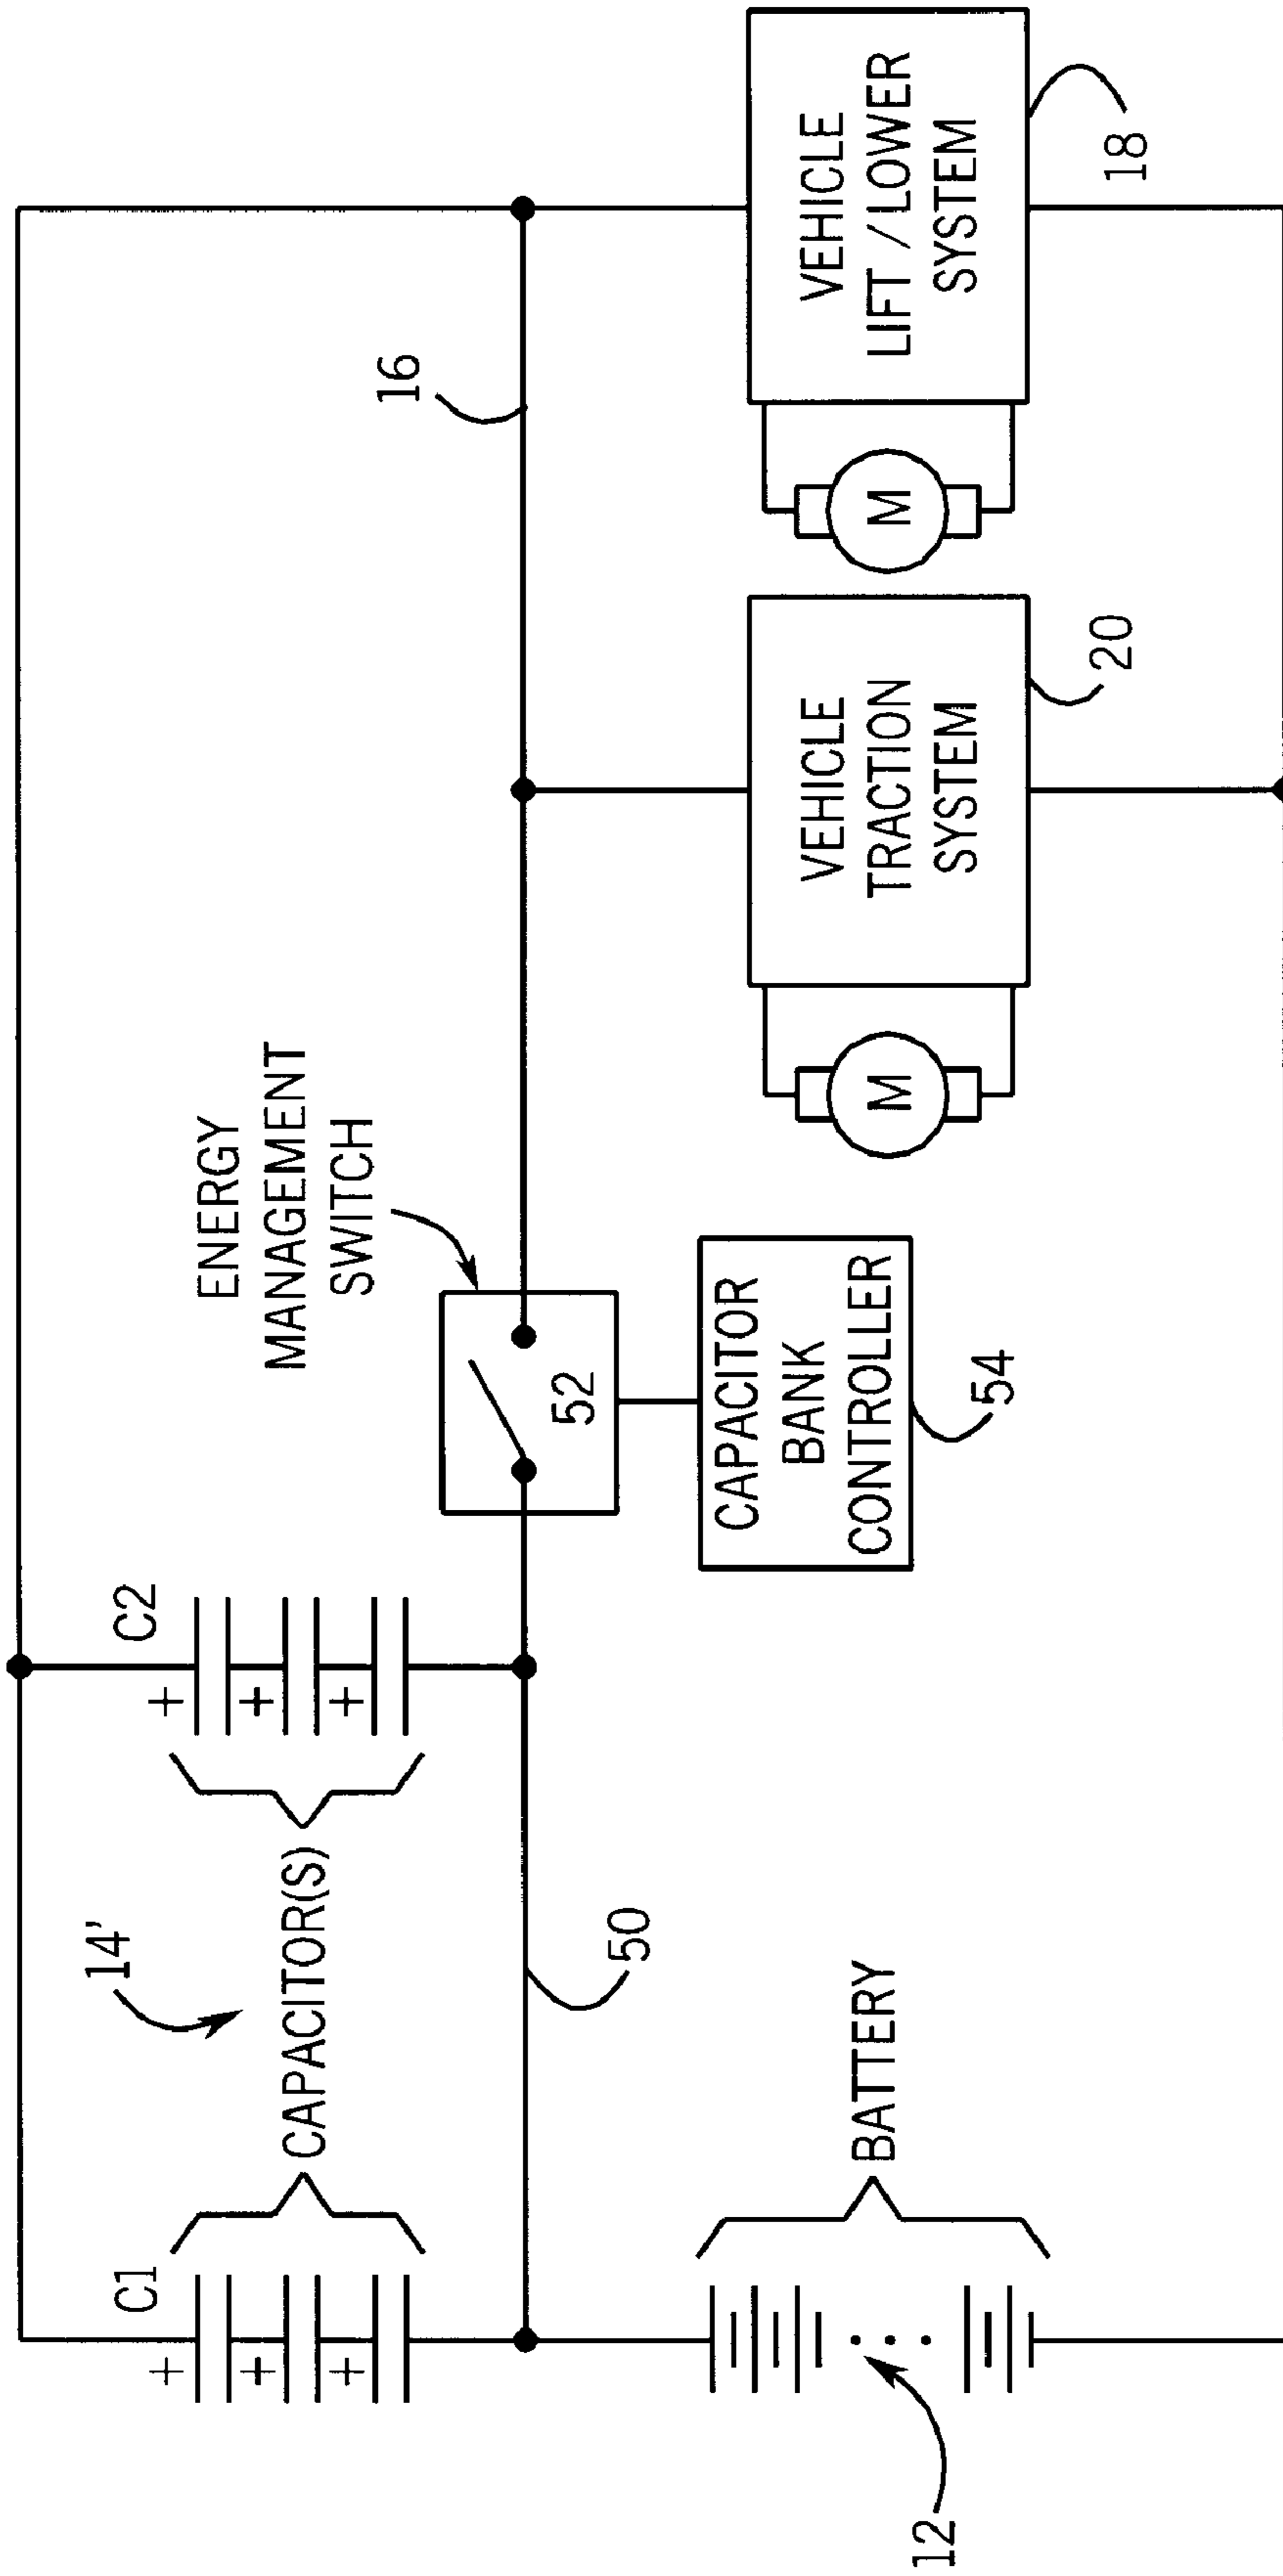 C1
C2
14'
CAPACITOR(S)
ENERGY
MANAGEMENT
SWITCH
16
50
52
12
BATTERY
CAPACITOR
BANK
CONTROLLER
54
M
VEHICLE
TRACTION
SYSTEM
20
M
VEHICLE
LIFT / LOWER
SYSTEM
18
+
+
+
+
+
+